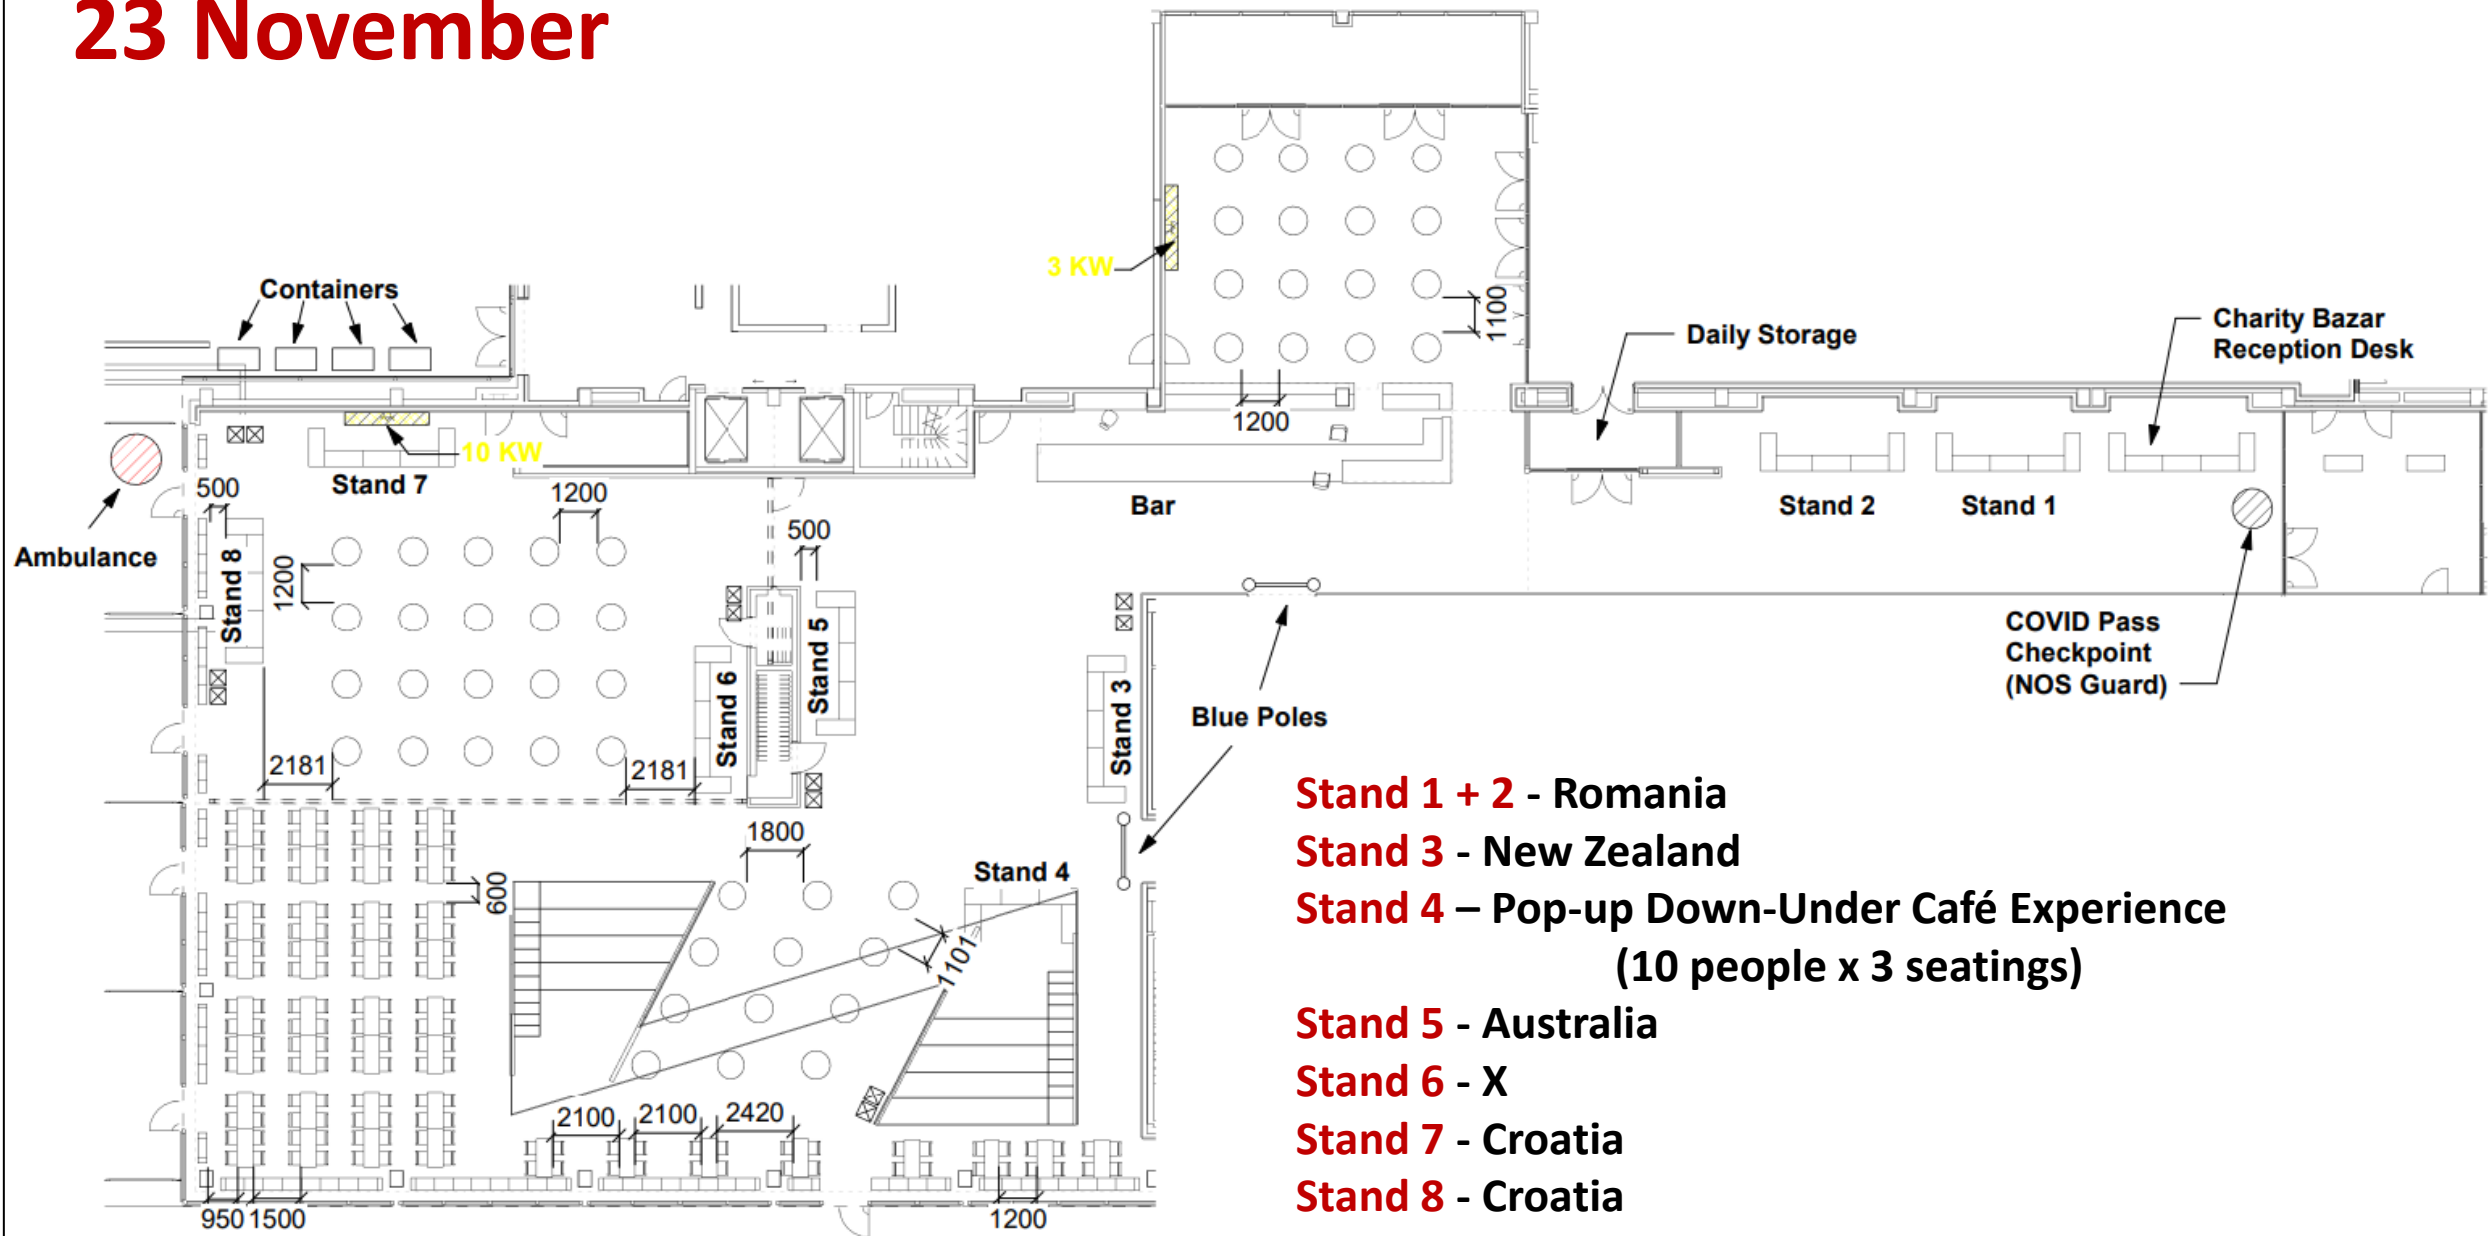 23 November
Containers
3 KW
1100
Daily Storage
Charity Bazar
Reception Desk
1200
10 KW
Stand 7
500
1200
Bar
Stand 2
Stand 1
500
Ambulance
Stand 8
1200
Stand 5
Stand 6
Stand 3
COVID Pass
Checkpoint
(NOS Guard)
Blue Poles
2181
2181
1800
Stand 4
600
1101
2100
2100
2420
950
1500
1200
Stand 1 + 2 - Romania
Stand 3 - New Zealand
Stand 4 – Pop-up Down-Under Café Experience
(10 people x 3 seatings)
Stand 5 - Australia
Stand 6 - X
Stand 7 - Croatia
Stand 8 - Croatia